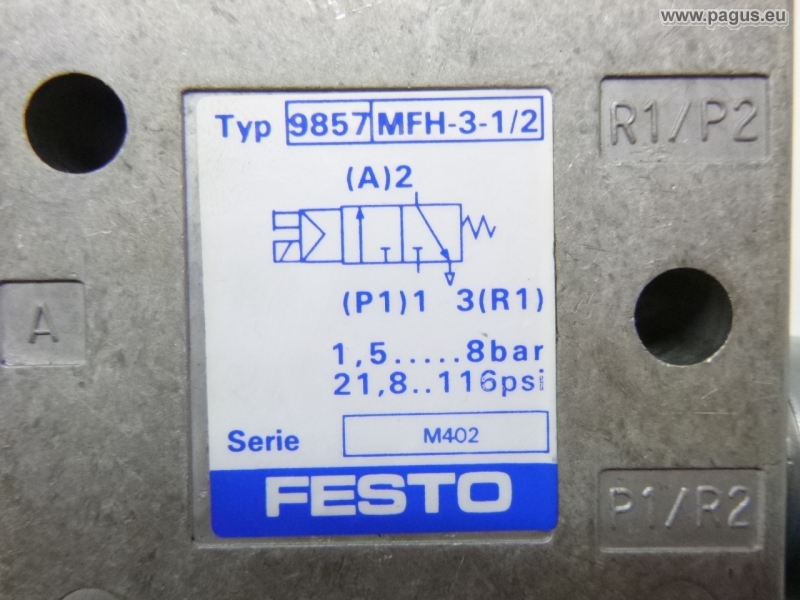 www.pagus.eu
Typ 9857 MFH-3-1/2
R1/P2
(A)2
A
(P1)1 3(R1)
1,5.....8bar
21,8..116psi
Serie M402
FESTO
P1/R2